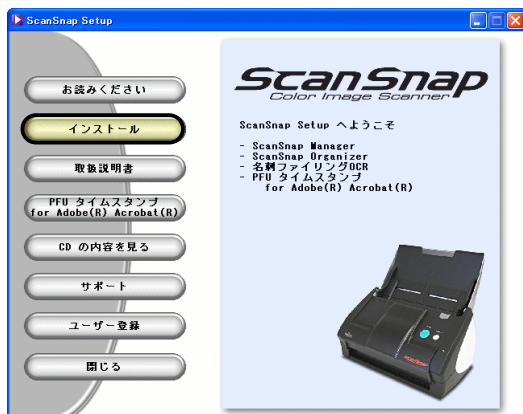 ScanSnap Setup
お読みください
インストール
取扱説明書
PFU タイムスタンプ
for Adobe(R) Acrobat(R)
CD の内容を見る
サポート
ユーザー登録
閉じる
ScanSnap
Color Image Scanner
ScanSnap Setup へようこそ
- ScanSnap Manager
- ScanSnap Organizer
- 名刺ファイリングOCR
- PFU タイムスタンプ
for Adobe(R) Acrobat(R)